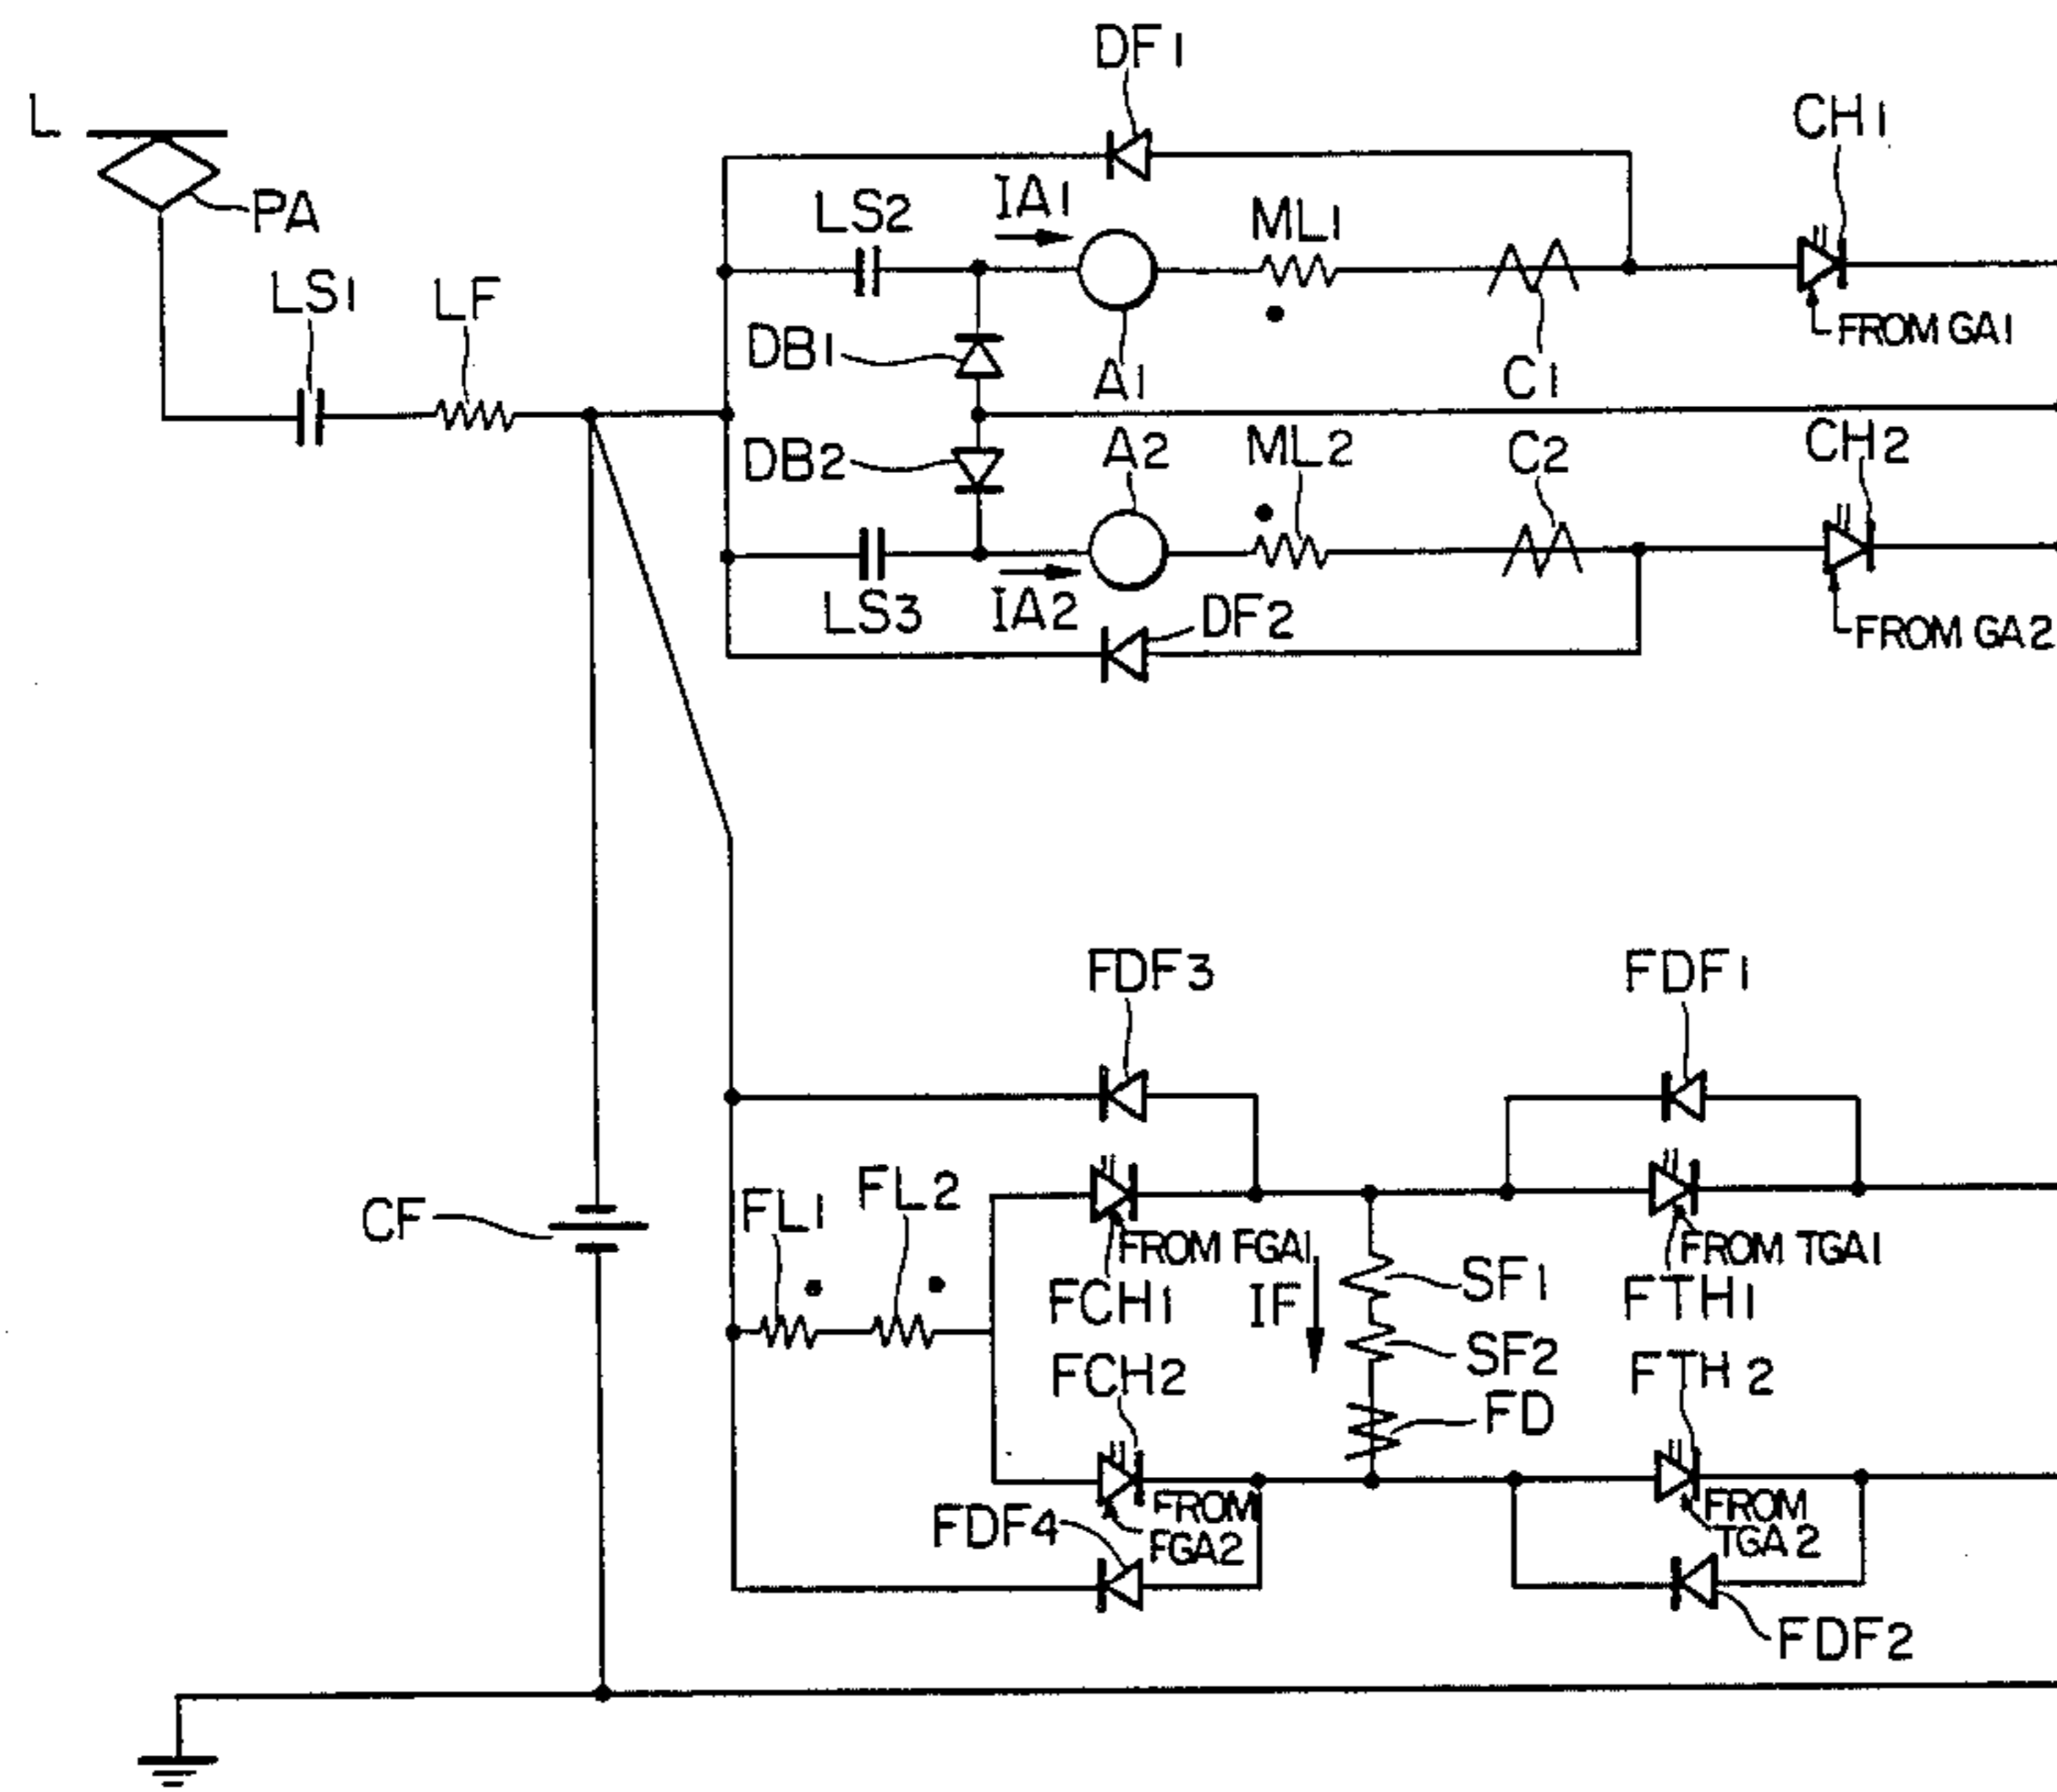 DF1
L
CH1
PA
LS2
IA1
ML1
LS1
LF
FROM GA1
DB1
A1
C1
DB2
A2
ML2
C2
CH2
LS3
IA2
DF2
FROM GA2
FDF3
FDF1
CF
FL1
FL2
FROM FGA1
FROM TGA1
FCH1
IF
SF1
FTH1
SF2
FCH2
FTH2
FD
FDF4
FROM
FGA2
FROM
TGA2
FDF2